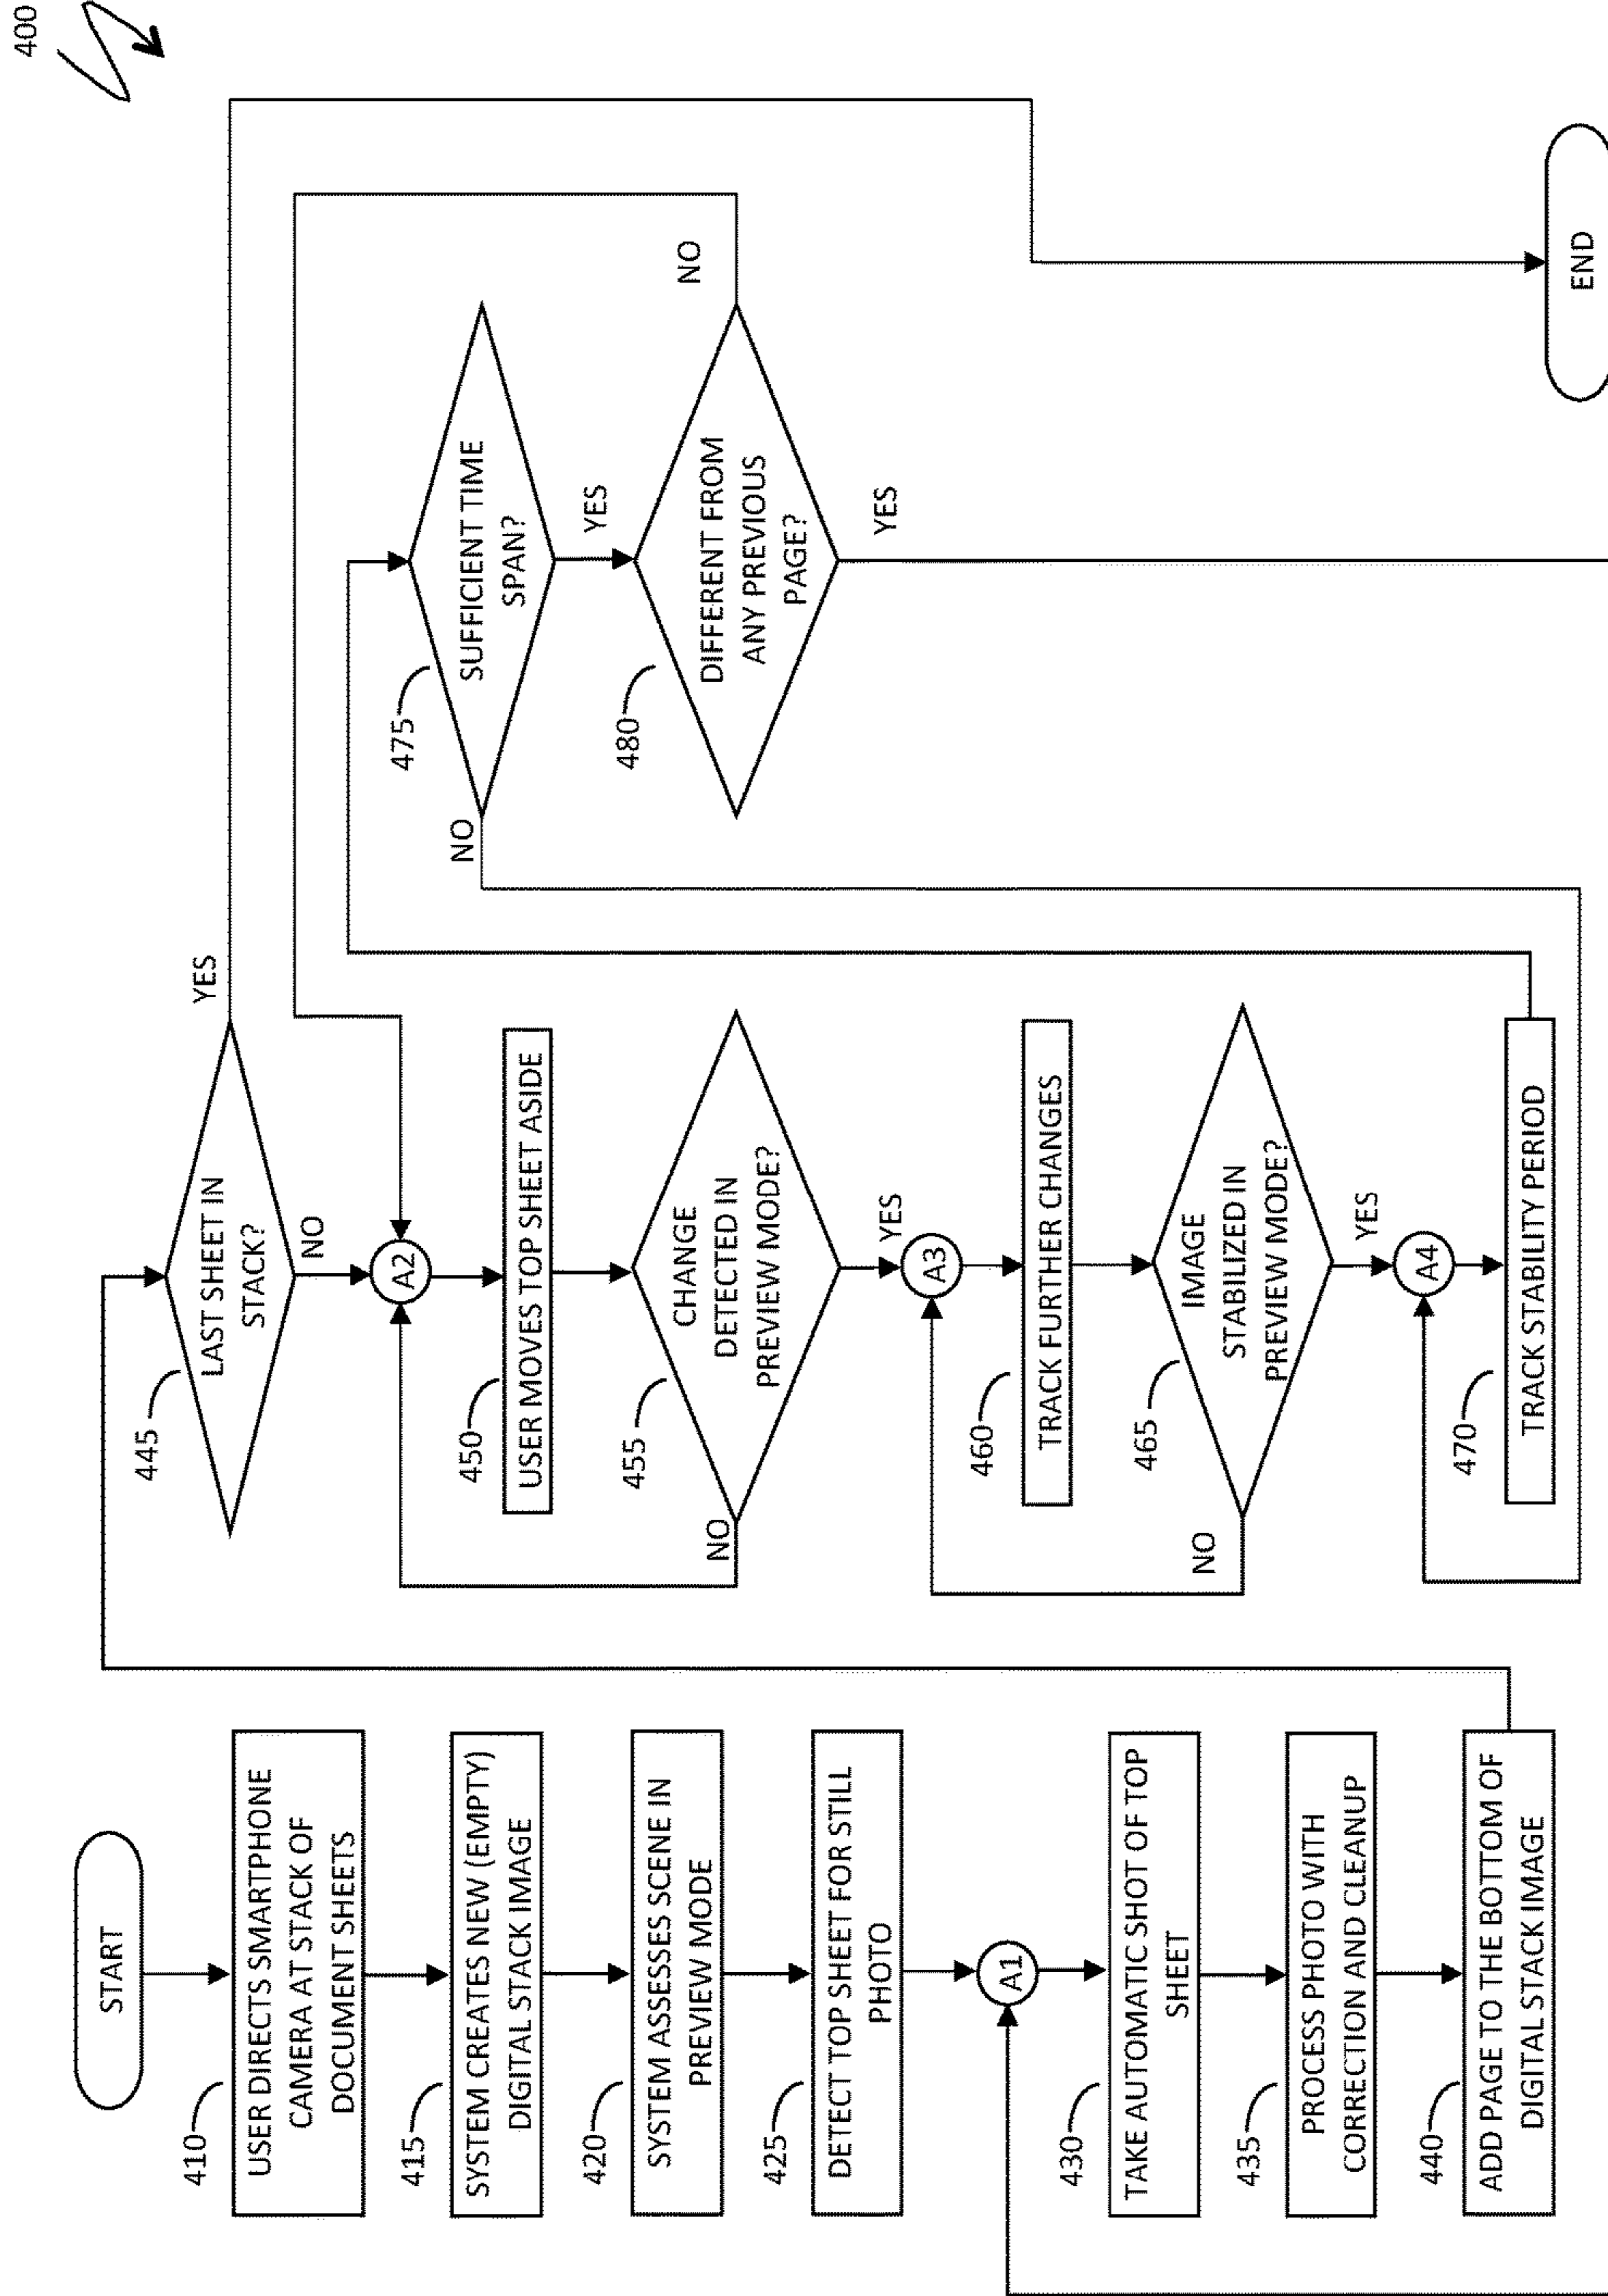 400
START
410
USER DIRECTS SMARTPHONE
CAMERA AT STACK OF
DOCUMENT SHEETS
415
SYSTEM CREATES NEW (EMPTY)
DIGITAL STACK IMAGE
420
SYSTEM ASSESSES SCENE IN
PREVIEW MODE
425
DETECT TOP SHEET FOR STILL
PHOTO
A1
430
TAKE AUTOMATIC SHOT OF TOP
SHEET
435
PROCESS PHOTO WITH
CORRECTION AND CLEANUP
440
ADD PAGE TO THE BOTTOM OF
DIGITAL STACK IMAGE
445
LAST SHEET IN
STACK?
YES
NO
A2
450
USER MOVES TOP SHEET ASIDE
455
CHANGE
DETECTED IN
PREVIEW MODE?
NO
YES
A3
460
TRACK FURTHER CHANGES
465
IMAGE
STABILIZED IN
PREVIEW MODE?
NO
YES
A4
470
TRACK STABILITY PERIOD
475
SUFFICIENT TIME
SPAN?
NO
YES
480
DIFFERENT FROM
ANY PREVIOUS
PAGE?
NO
YES
END